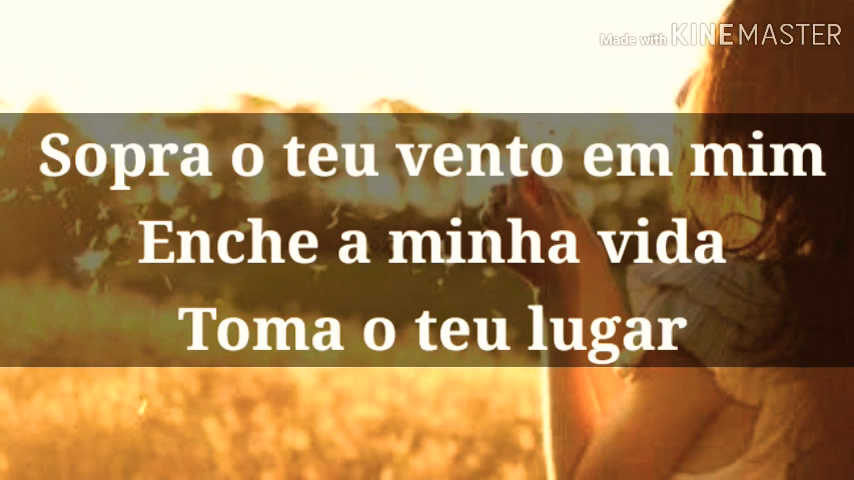 Made with KINEMASTER
Sopra o teu vento em mim
Enche a minha vida
Toma o teu lugar